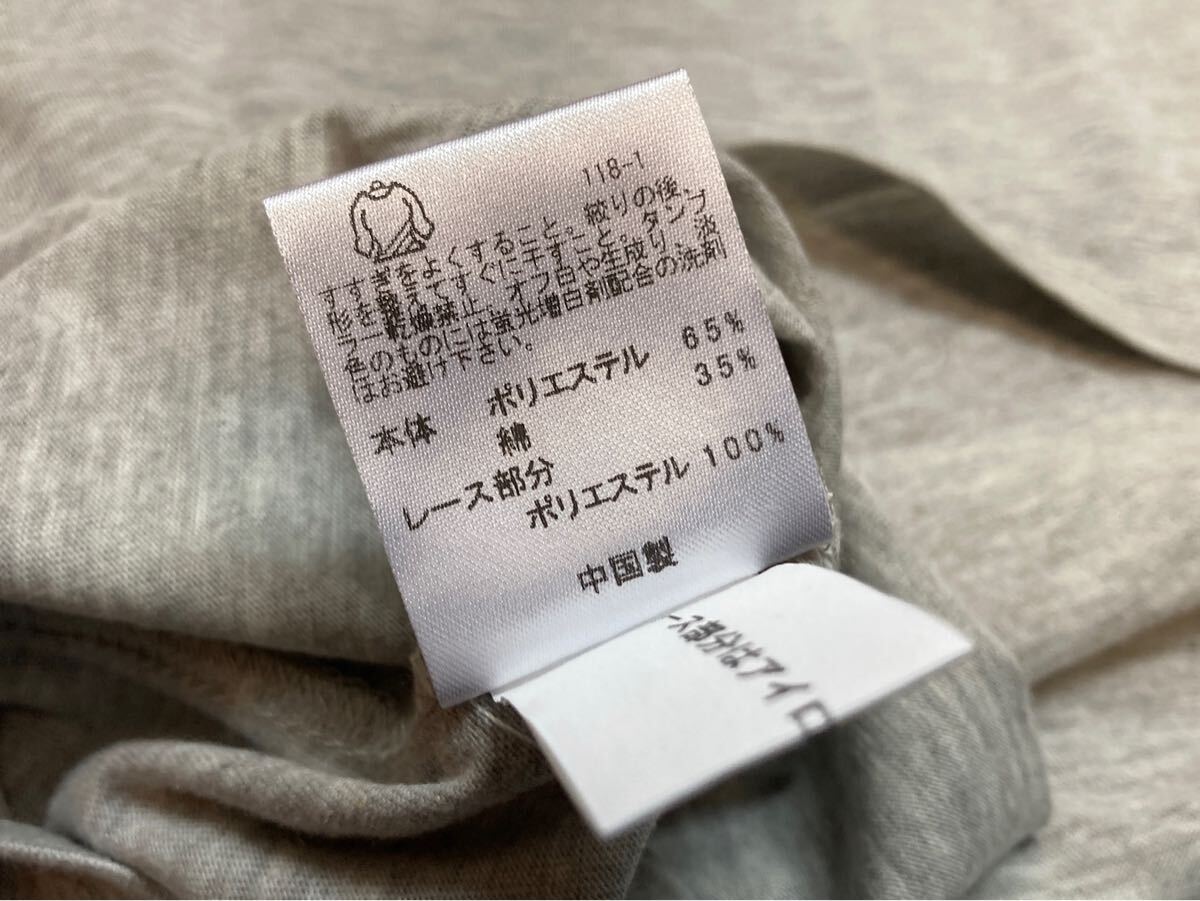 118-1
すすぎをよくすること。絞りの後、
形を整えてすぐに干すこと。タンブ
ラー乾燥禁止。オフ白や生成り、淡
色のものには蛍光増白剤配合の洗剤
はお避け下さい。
本体 ポリエステル 65%
綿 35%
レース部分
ポリエステル 100%
中国製
ース部分はアイロ